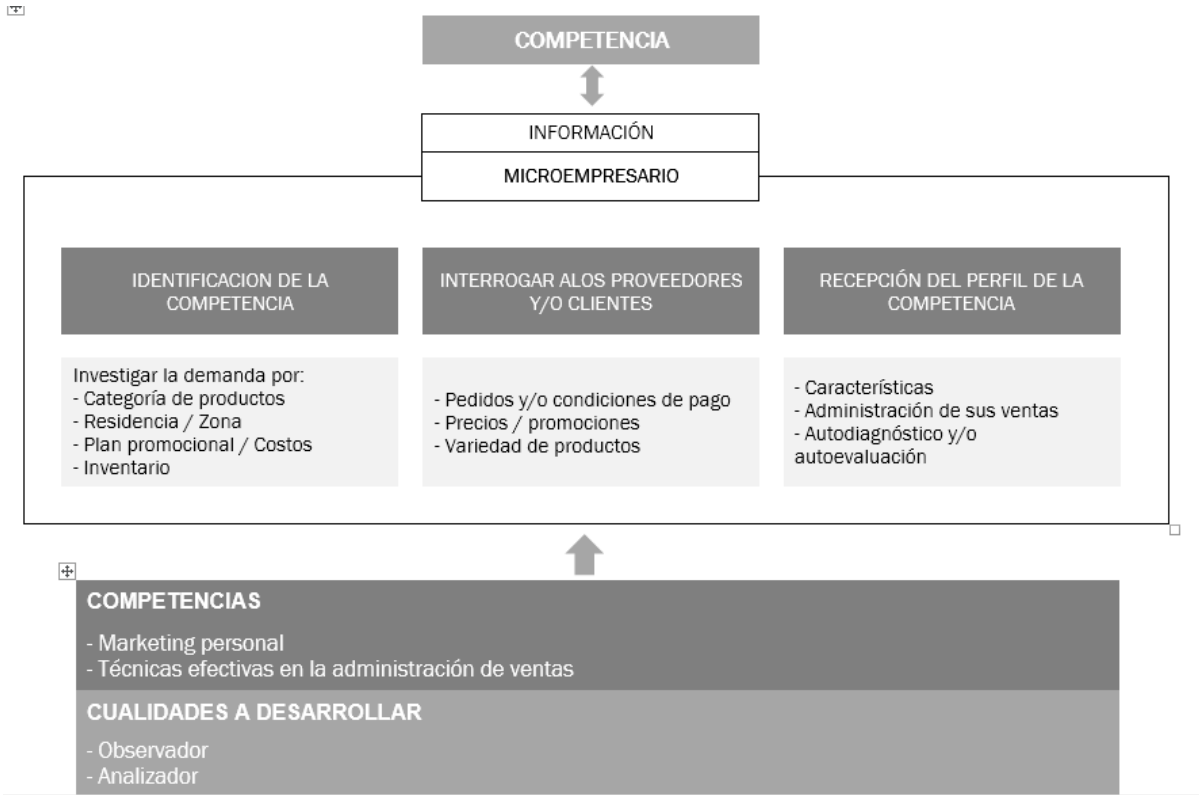 COMPETENCIA
INFORMACIÓN
MICROEMPRESARIO
IDENTIFICACION DE LA
COMPETENCIA
Investigar la demanda por:
- Categoría de productos
- Residencia / Zona
- Plan promocional / Costos
- Inventario
INTERROGAR ALOS PROVEEDORES
Y/O CLIENTES
- Pedidos y/o condiciones de pago
- Precios / promociones
- Variedad de productos
RECEPCIÓN DEL PERFIL DE LA
COMPETENCIA
- Características
- Administración de sus ventas
- Autodiagnóstico y/o
autoevaluación
COMPETENCIAS
- Marketing personal
- Técnicas efectivas en la administración de ventas
CUALIDADES A DESARROLLAR
- Observador
- Analizador